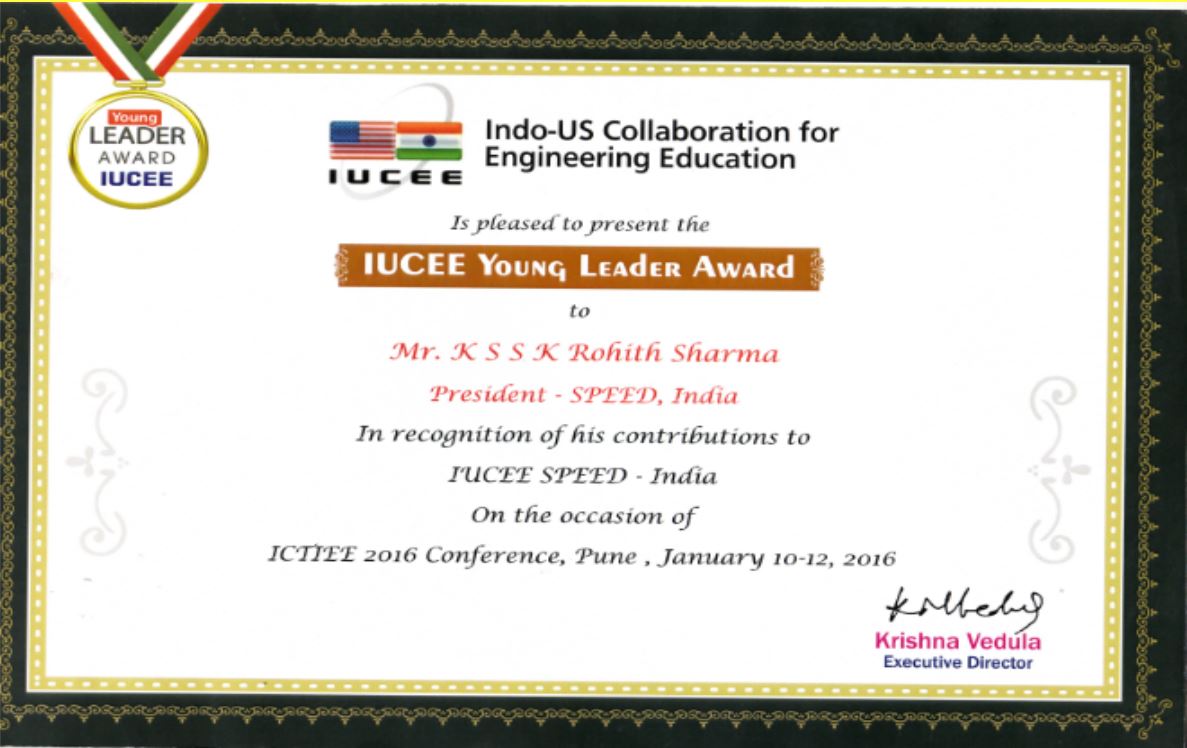 Young
LEADER
AWARD
IUCEE
IUCEE
Indo-US Collaboration for
Engineering Education
Is pleased to present the
IUCEE YOUNG LEADER AWARD
to
Mr. K S S K Rohith Sharma
President - SPEED, India
In recognition of his contributions to
IUCEE SPEED - India
On the occasion of
ICTIEE 2016 Conference, Pune , January 10-12, 2016
Krishna Vedula
Executive Director